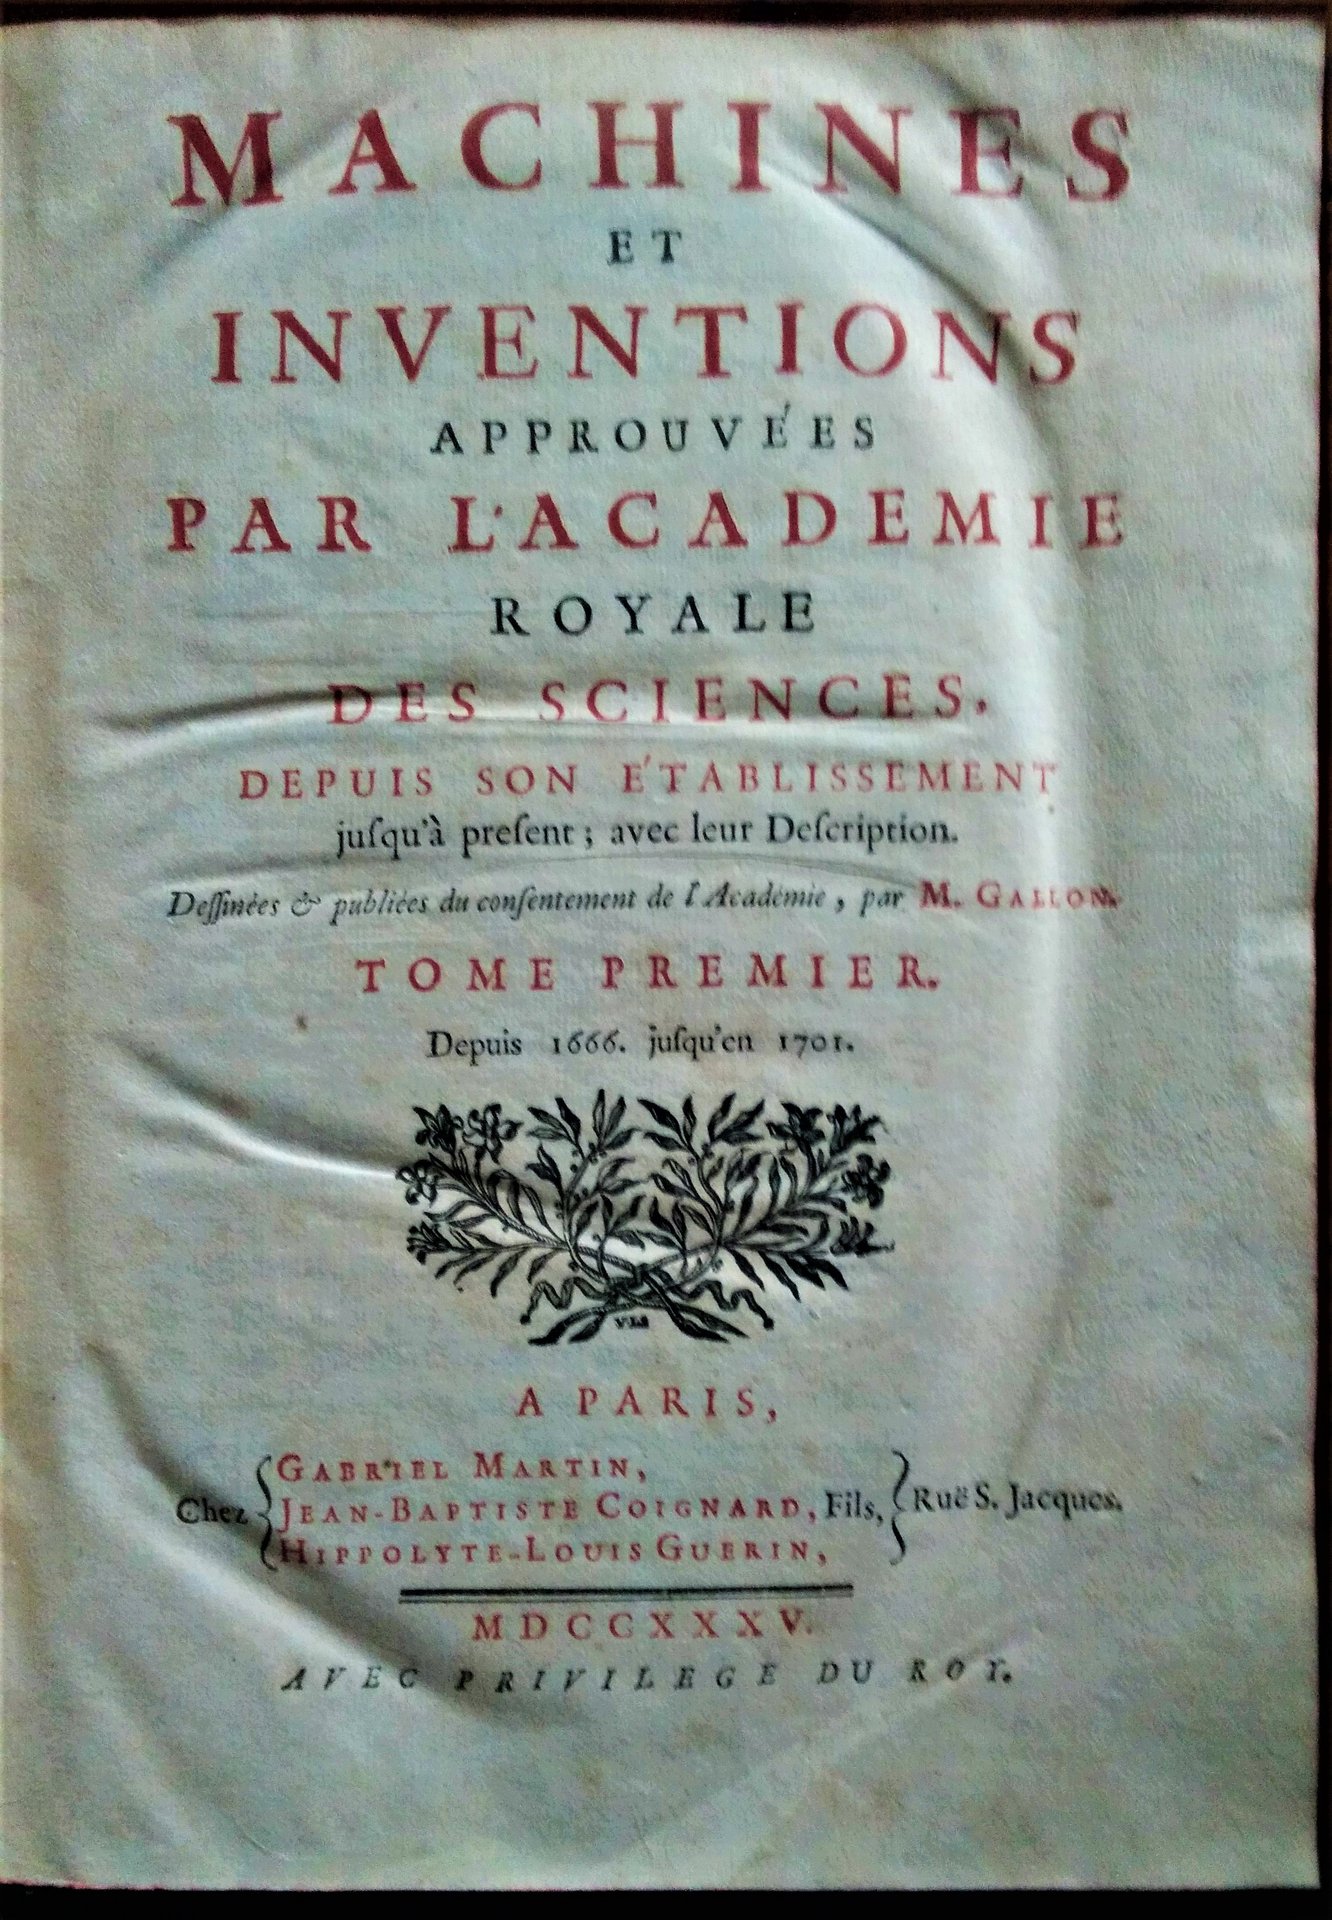 MACHINES
ET
INVENTIONS
APPROUVÉES
PAR L'ACADEMIE
ROYALE
DES SCIENCES.
DEPUIS SON ÉTABLISSEMENT
juſqu'à preſent ; avec leur Deſcription.
Deſſinées & publiées du conſentement de l'Académie, par M. GALLON.
TOME PREMIER.
Depuis 1666. juſqu'en 1701.
VLS
A PARIS,
Chez { GABRIEL MARTIN,
JEAN-BAPTISTE COIGNARD, Fils, } Ruë S. Jacques.
HIPPOLYTE-LOUIS GUERIN,
MDCCXXXV.
AVEC PRIVILEGE DU ROY.